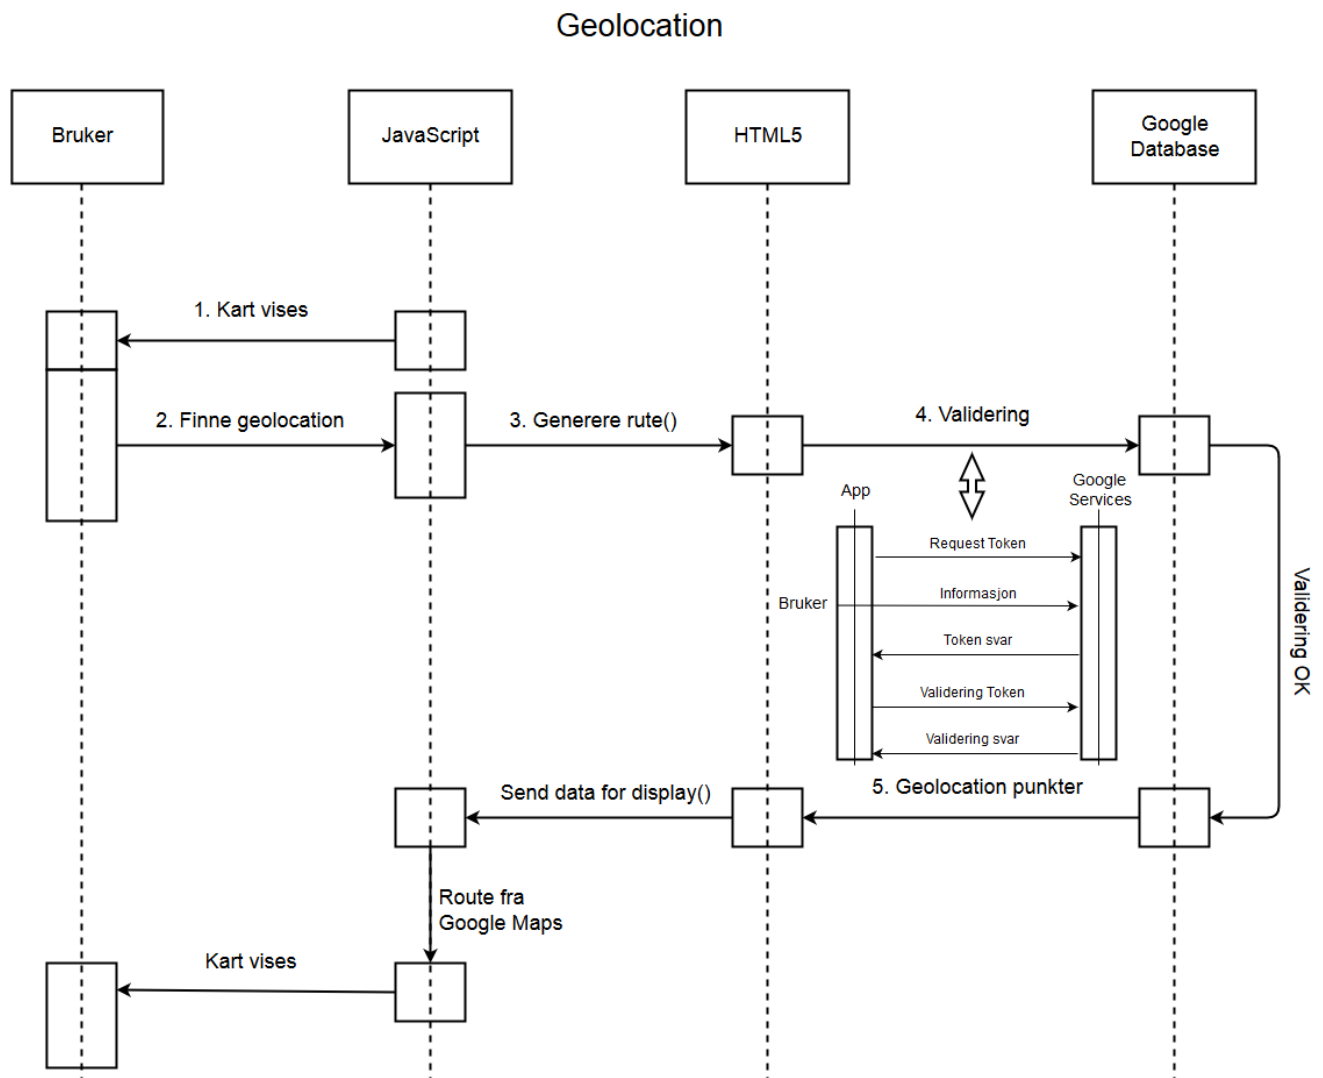 Geolocation
Bruker
JavaScript
HTML5
Google
Database
1. Kart vises
2. Finne geolocation
3. Generere rute()
4. Validering
App
Google
Services
Request Token
Bruker
Informasjon
Token svar
Validering Token
Validering svar
Validering OK
Send data for display()
5. Geolocation punkter
Route fra
Google Maps
Kart vises